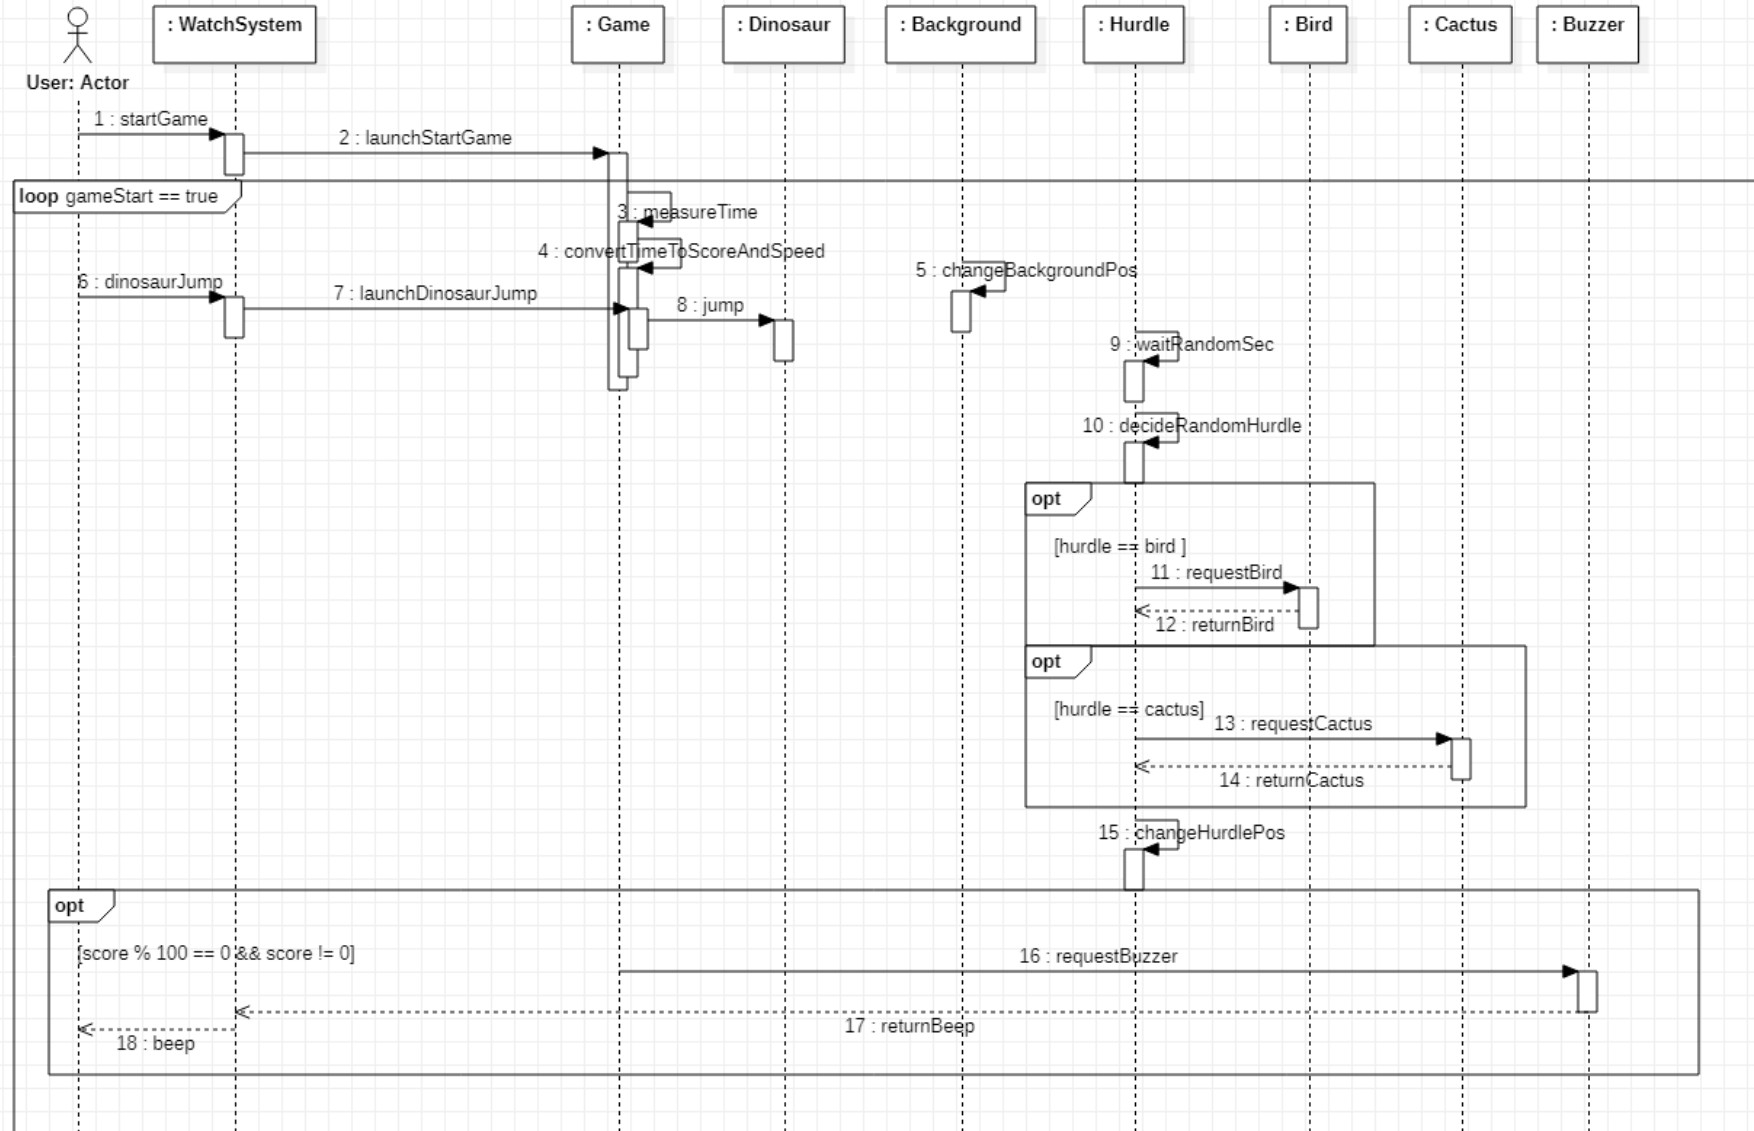 : WatchSystem
: Game
: Dinosaur
: Background
: Hurdle
: Bird
: Cactus
: Buzzer
User: Actor
1 : startGame
2 : launchStartGame
loop gameStart == true
3 : measureTime
4 : convertTimeToScoreAndSpeed
5 : changeBackgroundPos
6 : dinosaurJump
7 : launchDinosaurJump
8 : jump
9 : waitRandomSec
10 : decideRandomHurdle
opt
[hurdle == bird ]
11 : requestBird
12 : returnBird
opt
[hurdle == cactus]
13 : requestCactus
14 : returnCactus
15 : changeHurdlePos
opt
[score % 100 == 0 && score != 0]
16 : requestBuzzer
17 : returnBeep
18 : beep